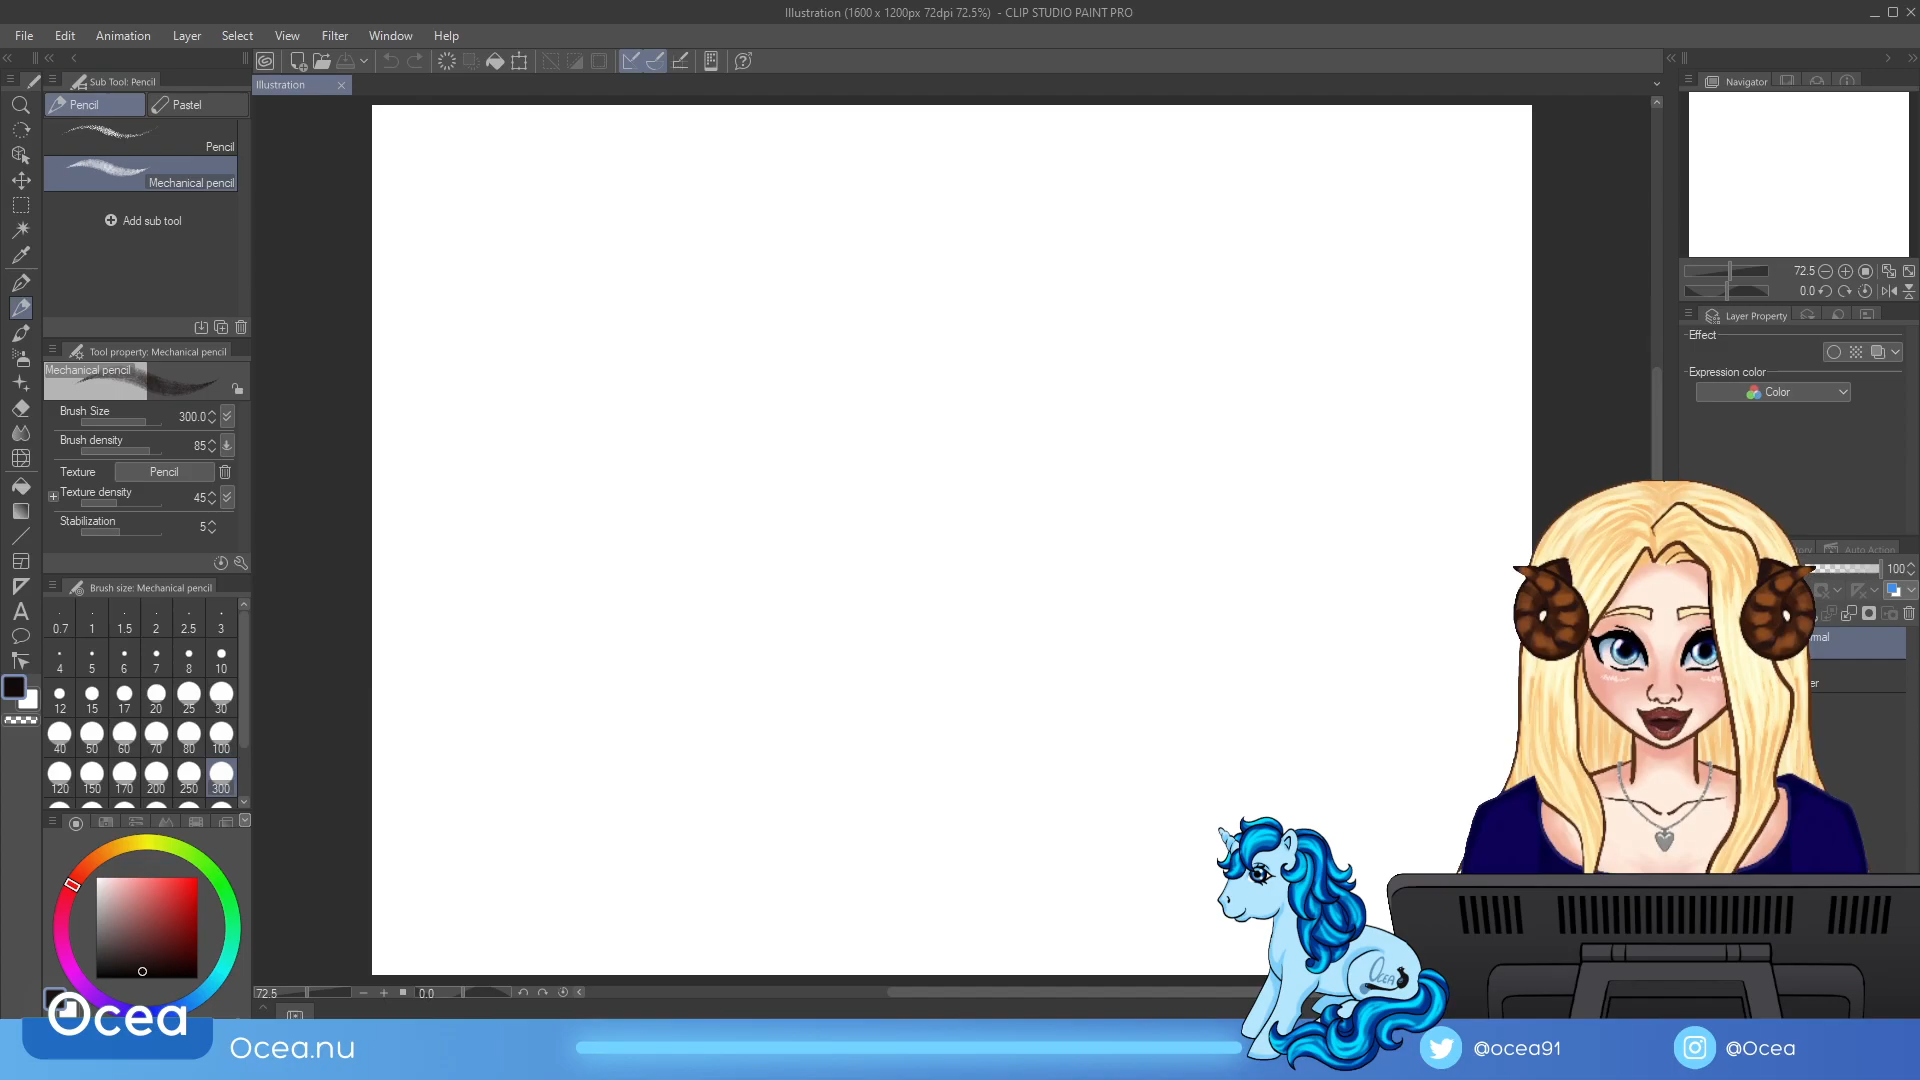 Illustration (1600 x 1200px 72dpi 72.5%) - CLIP STUDIO PAINT PRO
File Edit Animation Layer Select View Filter Window Help
Sub Tool: Pencil
Illustration
Navigator
Pencil Pastel
Pencil
Mechanical pencil
Add sub tool
72.5
0.0
Layer Property
Effect
Expression color
Color
Tool property: Mechanical pencil
Mechanical pencil
Brush Size 300.0
Brush density 85
Texture Pencil
Texture density 45
Stabilization 5
Auto Action
100
Brush size: Mechanical pencil
0.7 1 1.5 2 2.5 3
4 5 6 7 8 10
12 15 17 20 25 30
40 50 60 70 80 100
120 150 170 200 250 300
72.5 0.0
Ocea
Ocea
Ocea.nu
@ocea91
@Ocea